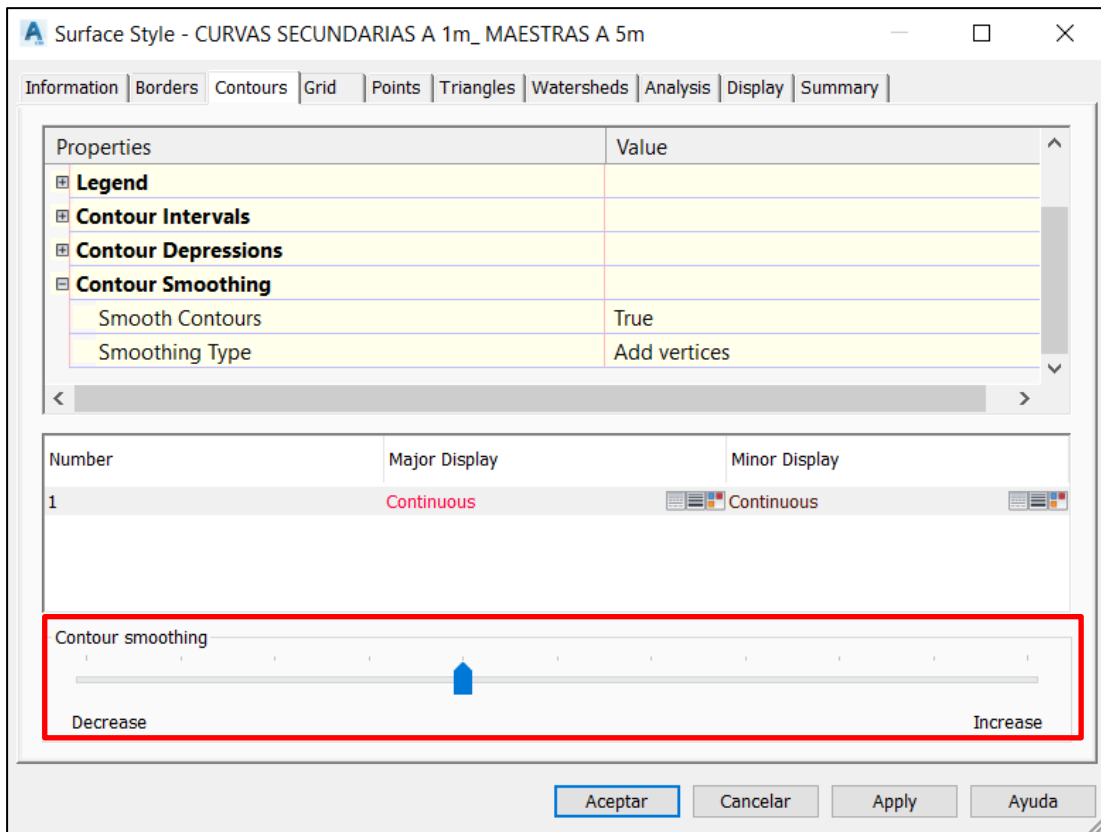 Surface Style - CURVAS SECUNDARIAS A 1m_ MAESTRAS A 5m
Information Borders Contours Grid Points Triangles Watersheds Analysis Display Summary
Properties Value
Legend
Contour Intervals
Contour Depressions
Contour Smoothing
Smooth Contours True
Smoothing Type Add vertices
Number Major Display Minor Display
1 Continuous Continuous
Contour smoothing
Decrease Increase
Aceptar Cancelar Apply Ayuda